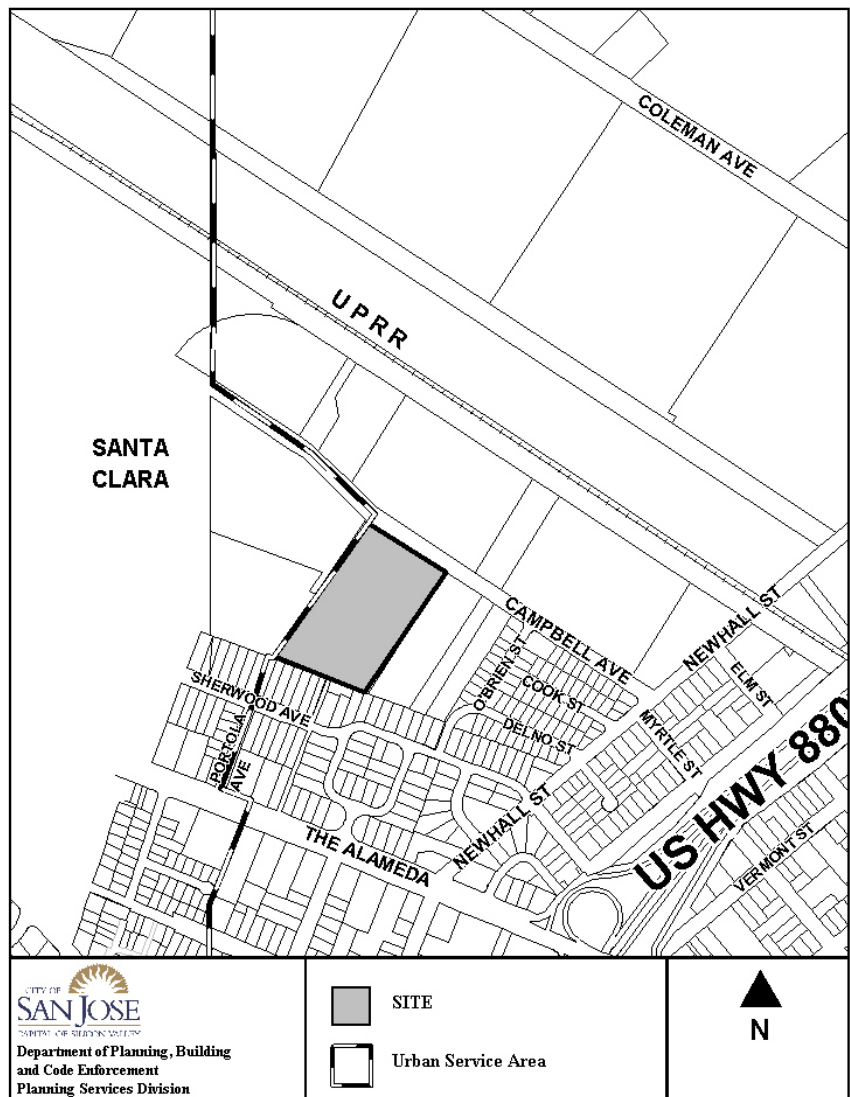 COLEMAN AVE
U P R R
SANTA
CLARA
CAMPBELL AVE
NEWHALL ST
ELM ST
O'BRIEN ST
COOK ST
SHERWOOD AVE
DELNO ST
MYRTLE ST
PORTOLA
AVE
US HWY 880
NEWHALL ST
THE ALAMEDA
VERMONT ST
CITY OF
SAN JOSE
CAPITAL OF SILICON VALLEY
Department of Planning, Building
and Code Enforcement
Planning Services Division
SITE
Urban Service Area
N